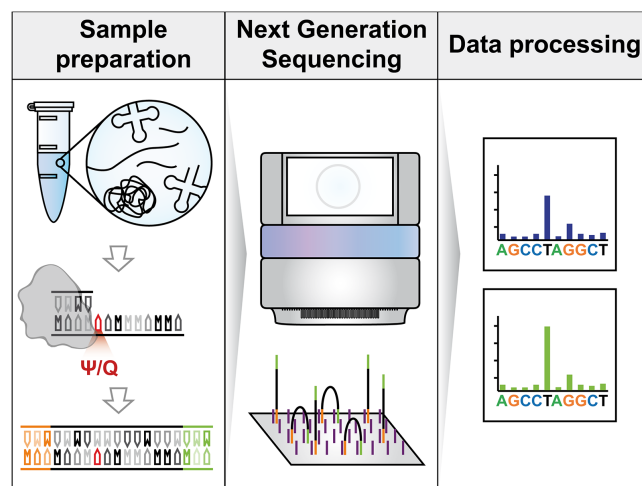 Sample
preparation
Next Generation
Sequencing
Data processing
Ψ/Q
AGCCTAGGCT
AGCCTAGGCT